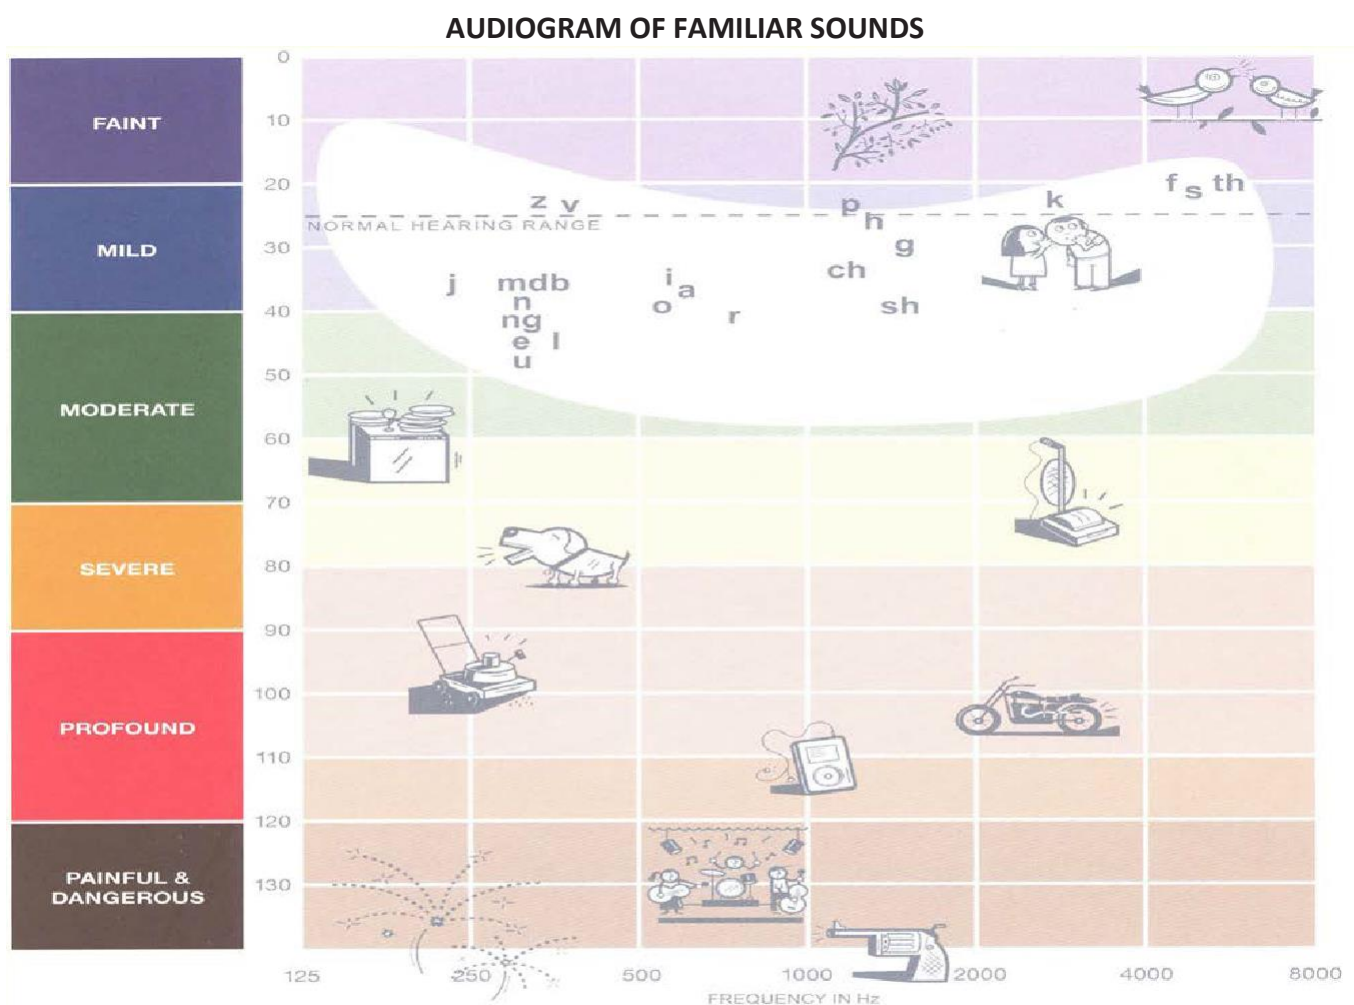 AUDIOGRAM OF FAMILIAR SOUNDS
0
FAINT
10
20
f s th
z v
p
k
h
NORMAL HEARING RANGE
g
MILD
30
j
mdb
i
a
ch
n
o
sh
40
ng
r
e l
u
50
MODERATE
60
70
SEVERE
80
90
100
PROFOUND
110
120
PAINFUL &
DANGEROUS
130
125 250 500 1000 2000 4000 8000
FREQUENCY IN Hz